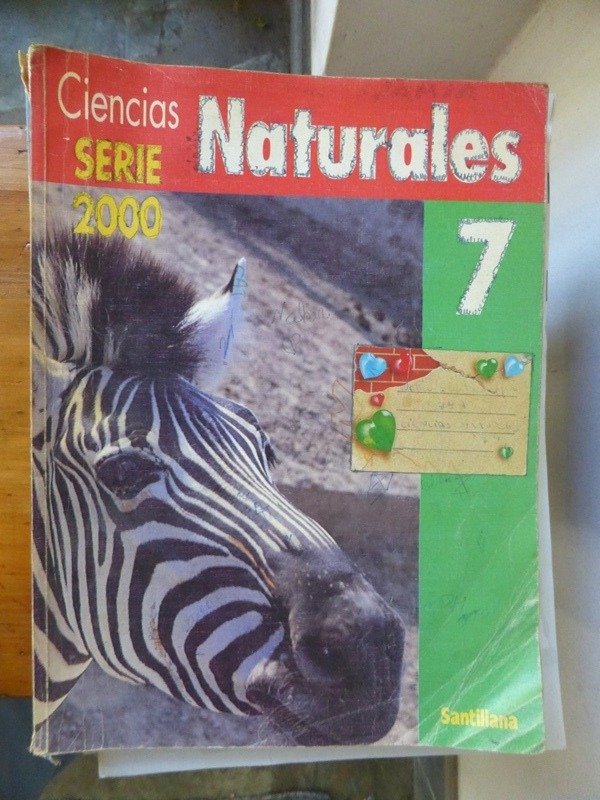 Ciencias Naturales
SERIE
2000
7
Santillana